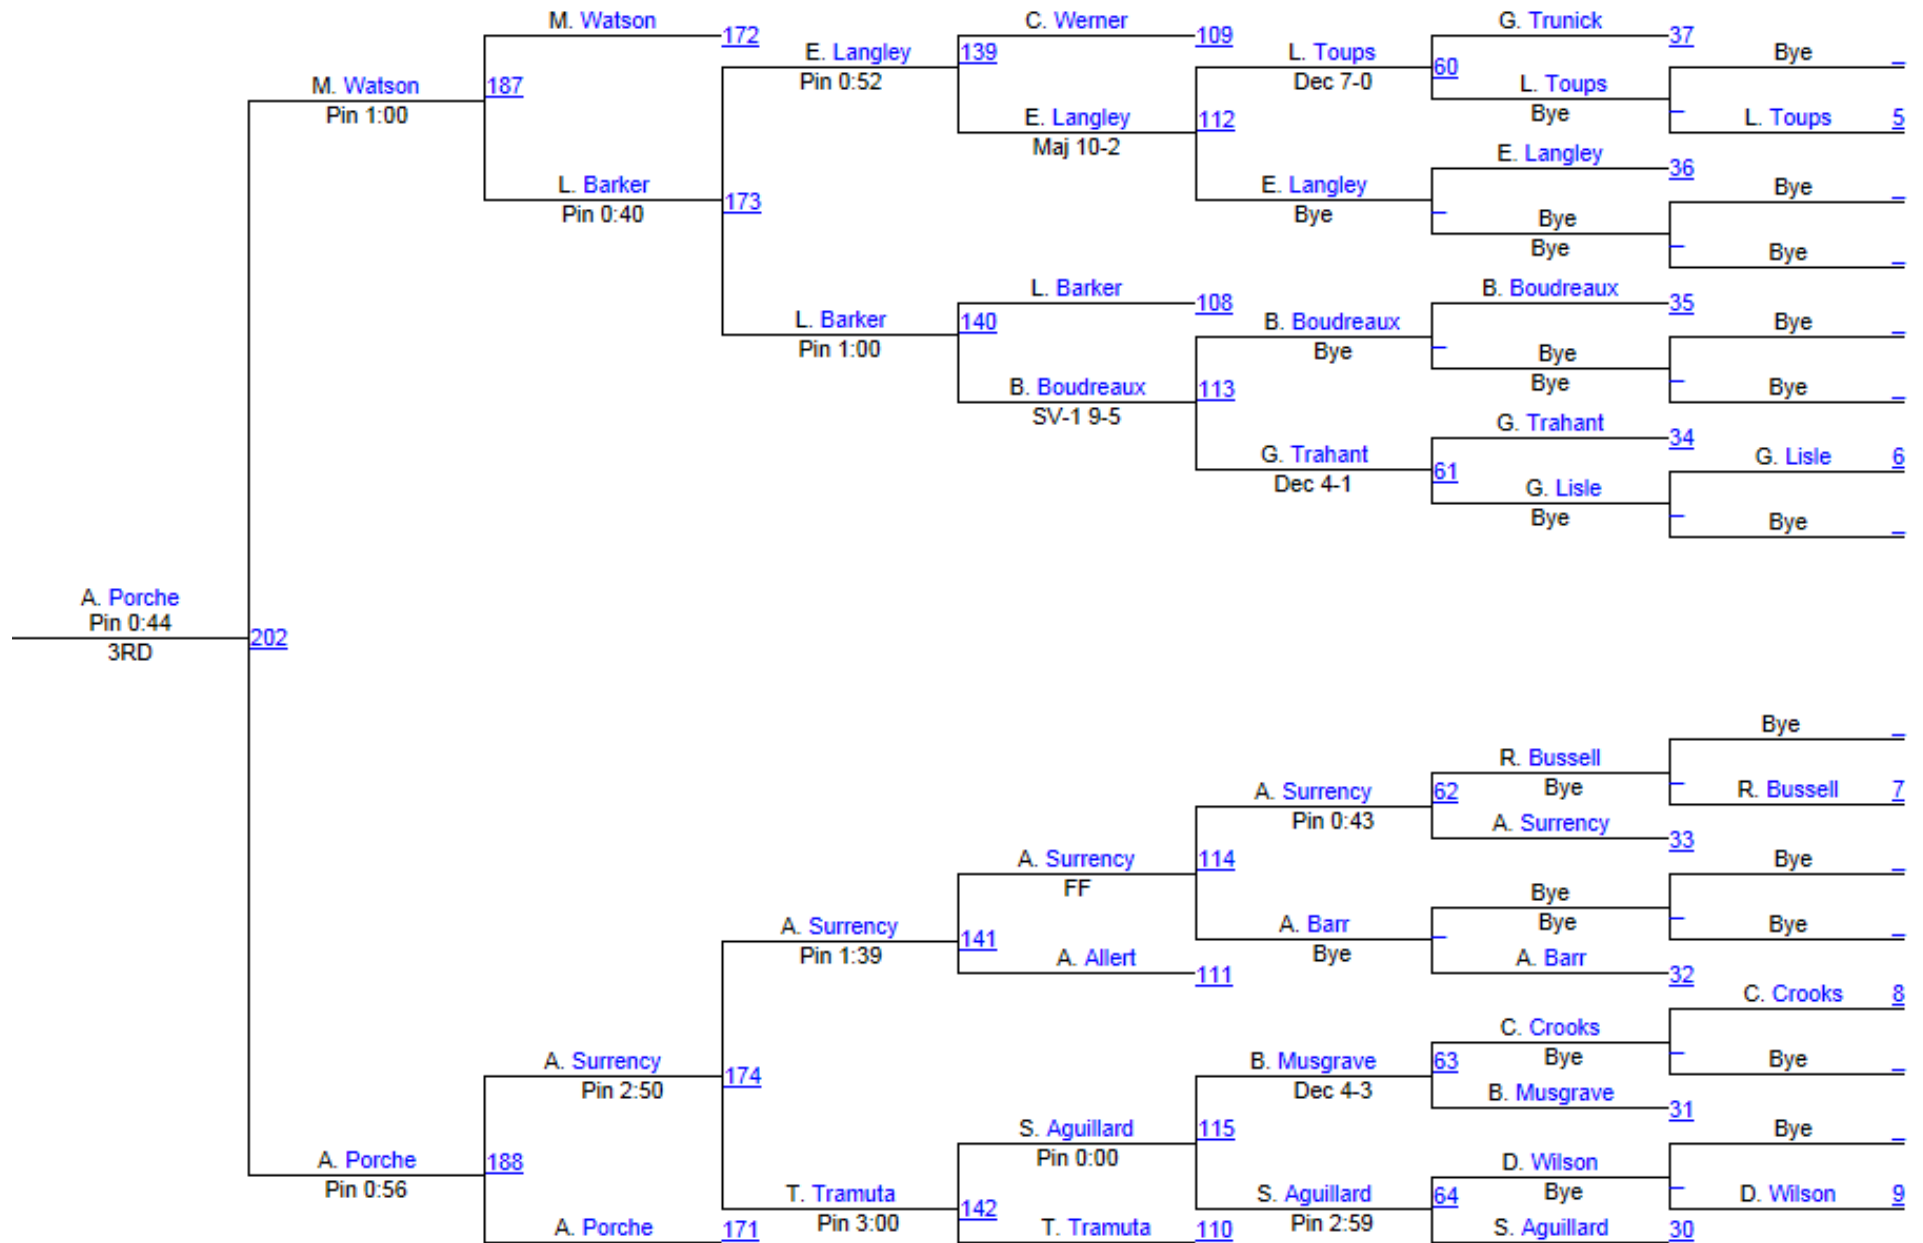 M. Watson 172 C. Werner 109 G. Trunick 37
E. Langley 139 L. Toups Bye _
M. Watson 187 Pin 0:52 Dec 7-0 60 L. Toups
Pin 1:00 E. Langley 112 Bye _ L. Toups 5
Maj 10-2 E. Langley 36
L. Barker 173 E. Langley Bye _
Pin 0:40 Bye _ Bye
Bye _ Bye _
L. Barker 108 B. Boudreaux 35
L. Barker 140 B. Boudreaux Bye _
Pin 1:00 Bye _ Bye
B. Boudreaux 113 Bye _ Bye _
SV-1 9-5 G. Trahant 34
G. Trahant 61 G. Lisle 6
Dec 4-1 G. Lisle
Bye _ Bye _
A. Porche
Pin 0:44
3RD 202
Bye _
R. Bussell
A. Surrency 62 Bye _ R. Bussell 7
Pin 0:43 A. Surrency 33
A. Surrency 114 Bye _
FF Bye
A. Surrency 141 A. Barr _ Bye Bye _
Pin 1:39 A. Allert 111 Bye A. Barr 32
C. Crooks 8
C. Crooks
A. Surrency 174 B. Musgrave 63 Bye _ Bye _
Pin 2:50 Dec 4-3 B. Musgrave 31
S. Aguillard 115 Bye _
A. Porche 188 Pin 0:00 D. Wilson
Pin 0:56 T. Tramuta 142 S. Aguillard 64 Bye _ D. Wilson 9
Pin 3:00 Pin 2:59
A. Porche 171 T. Tramuta 110 S. Aguillard 30